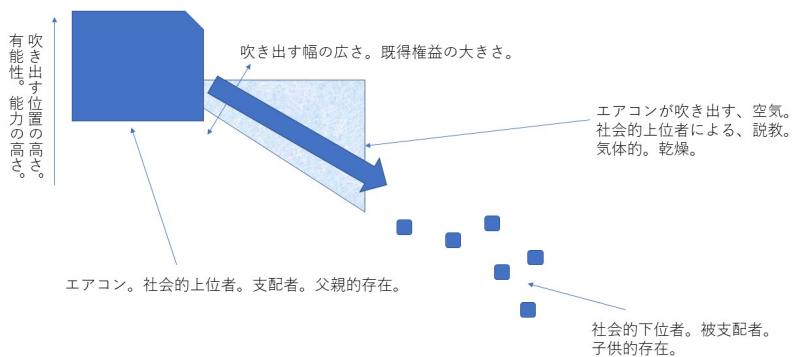 吹き出す位置の高さ。
有能性。能力の高さ。
吹き出す幅の広さ。既得権益の大きさ。
エアコンが吹き出す、空気。
社会的上位者による、説教。
気体的。乾燥。
エアコン。社会的上位者。支配者。父親的存在。
社会的下位者。被支配者。
子供的存在。